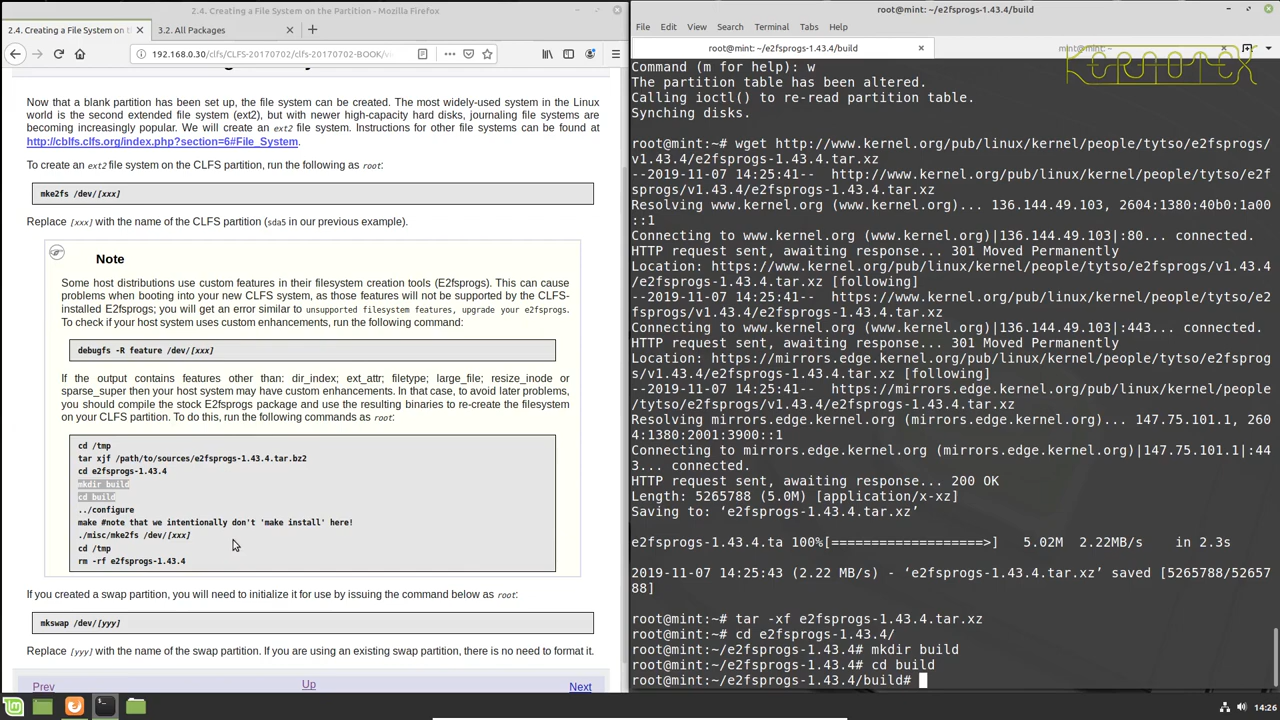 2.4. Creating a File System on the Partition - Mozilla Firefox
2.4. Creating a File System on t
3.2. All Packages
192.168.0.30/clfs/CLFS-20170702/clfs-20170702-BOOK/
Now that a blank partition has been set up, the file system can be created. The most widely-used system in the Linux
world is the second extended file system (ext2), but with newer high-capacity hard disks, journaling file systems are
becoming increasingly popular. We will create an ext2 file system. Instructions for other file systems can be found at
http://cblfs.clfs.org/index.php?section=6#File_System.
To create an ext2 file system on the CLFS partition, run the following as root:
mke2fs /dev/[xxx]
Replace [xxx] with the name of the CLFS partition (sda5 in our previous example).
Note
Some host distributions use custom features in their filesystem creation tools (E2fsprogs). This can cause
problems when booting into your new CLFS system, as those features will not be supported by the CLFS-
installed E2fsprogs; you will get an error similar to unsupported filesystem features, upgrade your e2fsprogs.
To check if your host system uses custom enhancements, run the following command:
debugfs -R feature /dev/[xxx]
If the output contains features other than: dir_index; ext_attr; filetype; large_file; resize_inode or
sparse_super then your host system may have custom enhancements. In that case, to avoid later problems,
you should compile the stock E2fsprogs package and use the resulting binaries to re-create the filesystem
on your CLFS partition. To do this, run the following commands as root:
cd /tmp
tar xjf /path/to/sources/e2fsprogs-1.43.4.tar.bz2
cd e2fsprogs-1.43.4
mkdir build
cd build
../configure
make #note that we intentionally don't 'make install' here!
./misc/mke2fs /dev/[xxx]
cd /tmp
rm -rf e2fsprogs-1.43.4
If you created a swap partition, you will need to initialize it for use by issuing the command below as root:
mkswap /dev/[yyy]
Replace [yyy] with the name of the swap partition. If you are using an existing swap partition, there is no need to format it.
Prev
Up
Next
root@mint: ~/e2fsprogs-1.43.4/build
File Edit View Search Terminal Tabs Help
root@mint: ~/e2fsprogs-1.43.4/build
mint@mint: ~
KERNOTEX
Command (m for help): w
The partition table has been altered.
Calling ioctl() to re-read partition table.
Synching disks.
root@mint:~# wget http://www.kernel.org/pub/linux/kernel/people/tytso/e2fsprogs/
v1.43.4/e2fsprogs-1.43.4.tar.xz
--2019-11-07 14:25:41-- http://www.kernel.org/pub/linux/kernel/people/tytso/e2f
sprogs/v1.43.4/e2fsprogs-1.43.4.tar.xz
Resolving www.kernel.org (www.kernel.org)... 136.144.49.103, 2604:1380:40b0:1a00
::1
Connecting to www.kernel.org (www.kernel.org)|136.144.49.103|:80... connected.
HTTP request sent, awaiting response... 301 Moved Permanently
Location: https://www.kernel.org/pub/linux/kernel/people/tytso/e2fsprogs/v1.43.4
/e2fsprogs-1.43.4.tar.xz [following]
--2019-11-07 14:25:41-- https://www.kernel.org/pub/linux/kernel/people/tytso/e2
fsprogs/v1.43.4/e2fsprogs-1.43.4.tar.xz
Connecting to www.kernel.org (www.kernel.org)|136.144.49.103|:443... connected.
HTTP request sent, awaiting response... 301 Moved Permanently
Location: https://mirrors.edge.kernel.org/pub/linux/kernel/people/tytso/e2fsprog
s/v1.43.4/e2fsprogs-1.43.4.tar.xz [following]
--2019-11-07 14:25:41-- https://mirrors.edge.kernel.org/pub/linux/kernel/people
/tytso/e2fsprogs/v1.43.4/e2fsprogs-1.43.4.tar.xz
Resolving mirrors.edge.kernel.org (mirrors.edge.kernel.org)... 147.75.101.1, 260
4:1380:2001:3900::1
Connecting to mirrors.edge.kernel.org (mirrors.edge.kernel.org)|147.75.101.1|:44
3... connected.
HTTP request sent, awaiting response... 200 OK
Length: 5265788 (5.0M) [application/x-xz]
Saving to: ‘e2fsprogs-1.43.4.tar.xz’
e2fsprogs-1.43.4.ta 100%[===================>] 5.02M 2.22MB/s in 2.3s
2019-11-07 14:25:43 (2.22 MB/s) - ‘e2fsprogs-1.43.4.tar.xz’ saved [5265788/52657
88]
root@mint:~# tar -xf e2fsprogs-1.43.4.tar.xz
root@mint:~# cd e2fsprogs-1.43.4/
root@mint:~/e2fsprogs-1.43.4# mkdir build
root@mint:~/e2fsprogs-1.43.4# cd build
root@mint:~/e2fsprogs-1.43.4/build#
14:26